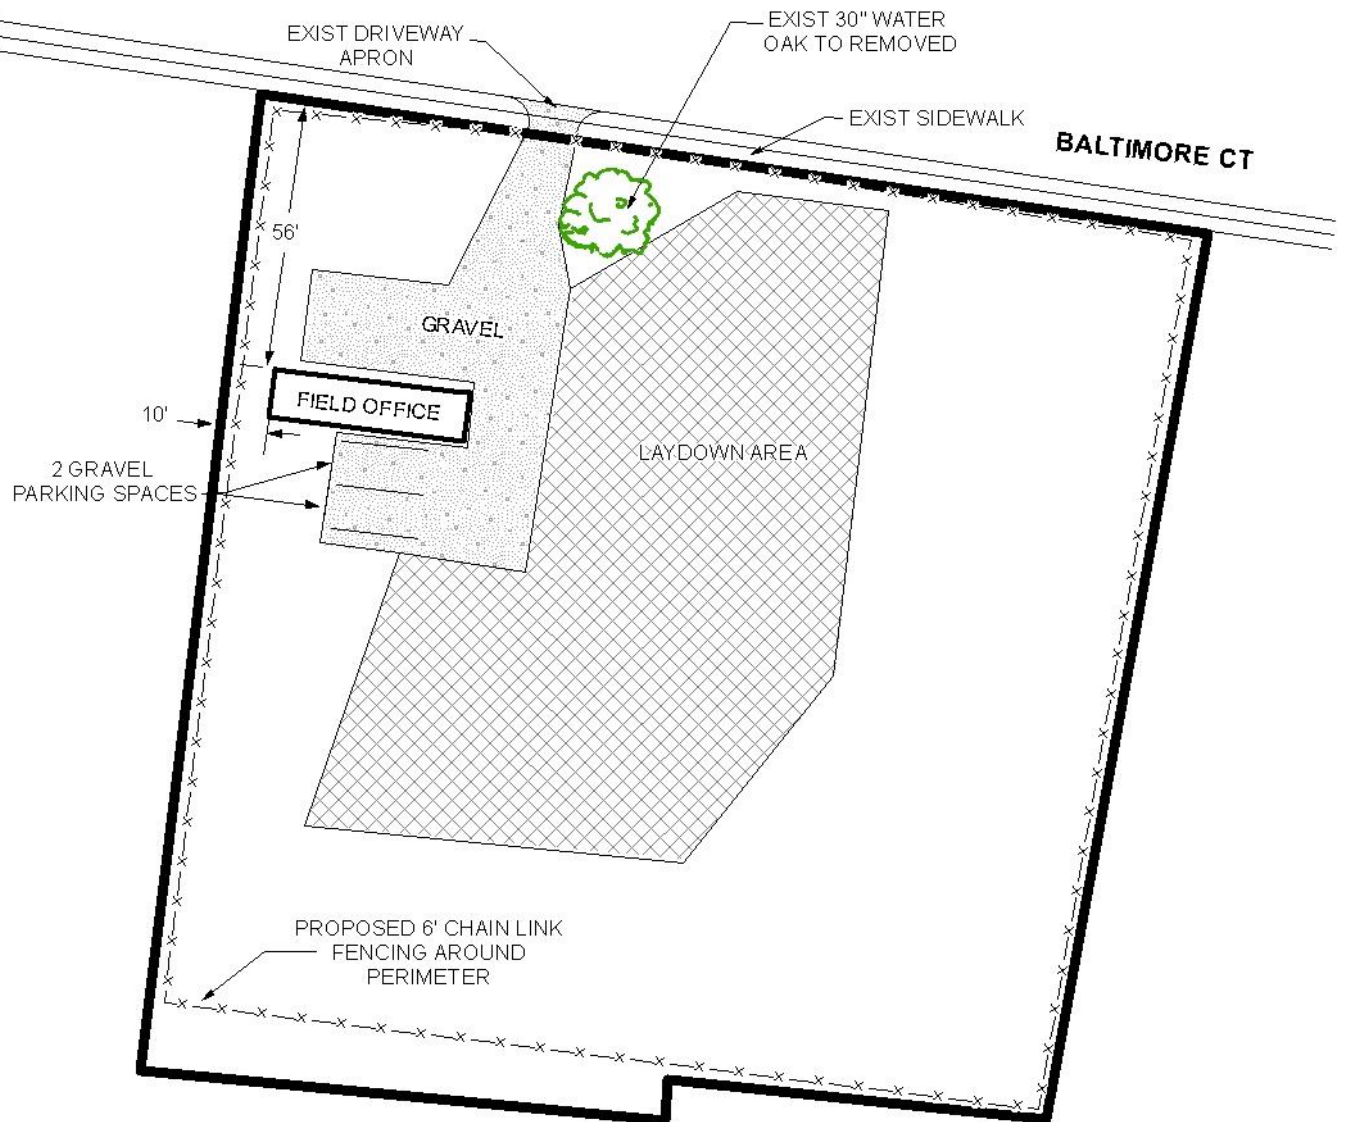 EXIST DRIVEWAY
APRON
EXIST 30" WATER
OAK TO REMOVED
EXIST SIDEWALK
BALTIMORE CT
56'
GRAVEL
FIELD OFFICE
10'
LAYDOWN AREA
2 GRAVEL
PARKING SPACES
PROPOSED 6' CHAIN LINK
FENCING AROUND
PERIMETER